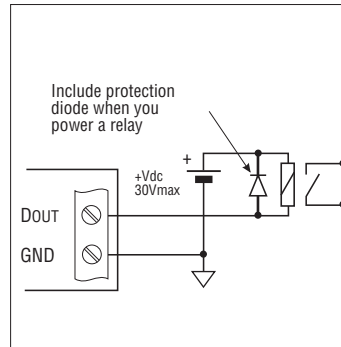 Include protection
diode when you
power a relay
+
+Vdc
30Vmax
DOUT
GND